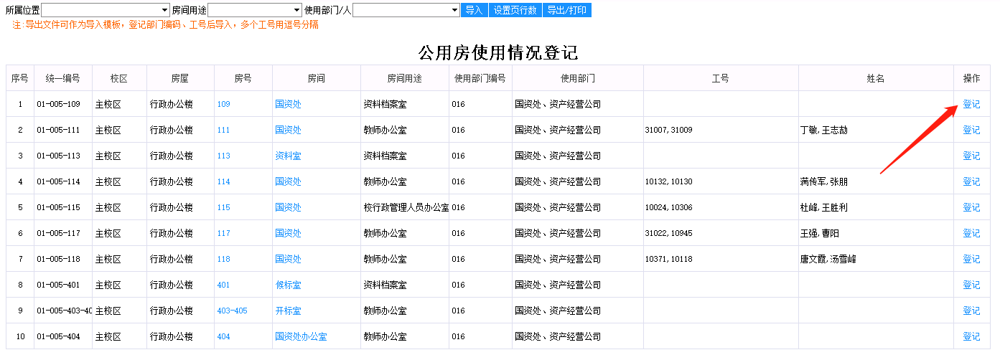 所属位置 房间用途 使用部门/人 导入 设置页行数 导出/打印
注:导出文件可作为导入模板，登记部门编码、工号后导入，多个工号用逗号分隔
公用房使用情况登记
序号 统一编号 校区 房屋 房号 房间 房间用途 使用部门编号 使用部门 工号 姓名 操作
1 01-005-109 主校区 行政办公楼 109 国资处 资料档案室 016 国资处、资产经营公司 登记
2 01-005-111 主校区 行政办公楼 111 国资处 教师办公室 016 国资处、资产经营公司 31007,31009 丁敏,王志劼 登记
3 01-005-113 主校区 行政办公楼 113 资料室 资料档案室 016 国资处、资产经营公司 登记
4 01-005-114 主校区 行政办公楼 114 国资处 教师办公室 016 国资处、资产经营公司 10132,10130 满传军,张朋 登记
5 01-005-115 主校区 行政办公楼 115 国资处 校行政管理人员办公室 016 国资处、资产经营公司 10024,10306 杜峰,王胜利 登记
6 01-005-117 主校区 行政办公楼 117 国资处 教师办公室 016 国资处、资产经营公司 31022,10945 王强,曹阳 登记
7 01-005-118 主校区 行政办公楼 118 国资处 教师办公室 016 国资处、资产经营公司 10371,10118 唐文霞,汤雪峰 登记
8 01-005-401 主校区 行政办公楼 401 候标室 资料档案室 016 国资处、资产经营公司 登记
9 01-005-403-40 主校区 行政办公楼 403-405 开标室 教师办公室 016 国资处、资产经营公司 登记
10 01-005-404 主校区 行政办公楼 404 国资处办公室 教师办公室 016 国资处、资产经营公司 登记